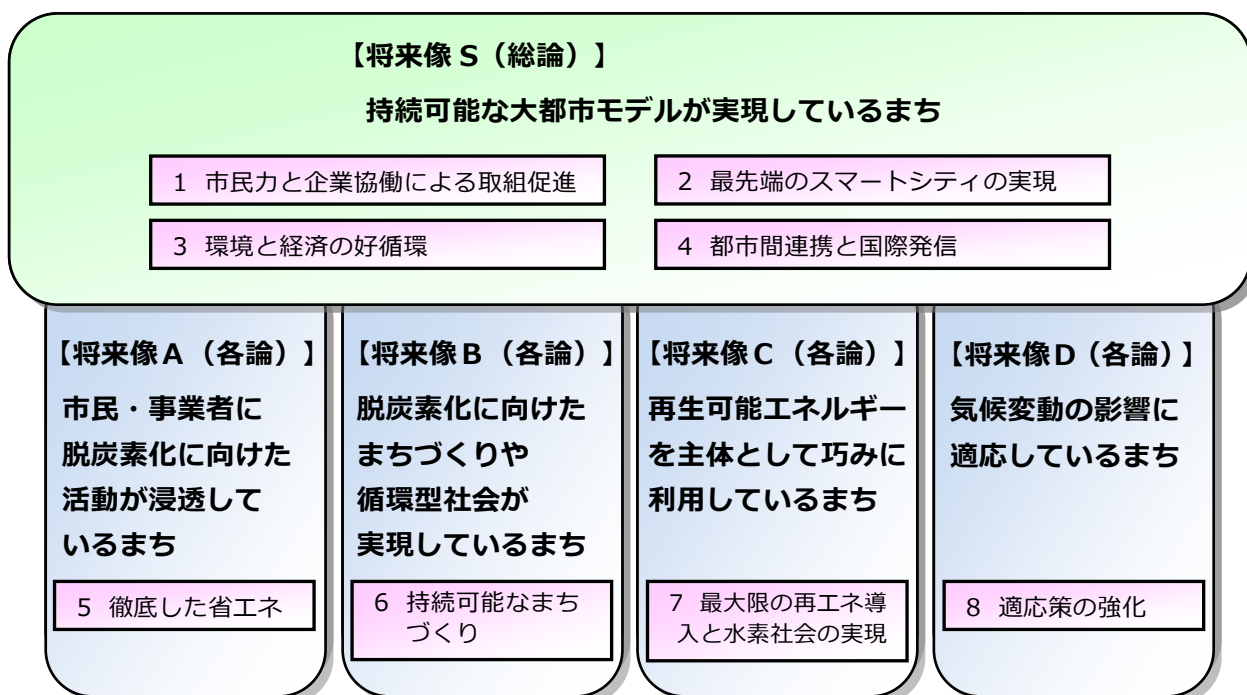 【将来像S（総論）】
持続可能な大都市モデルが実現しているまち
1 市民力と企業協働による取組促進
2 最先端のスマートシティの実現
3 環境と経済の好循環
4 都市間連携と国際発信
【将来像A（各論）】
市民・事業者に
脱炭素化に向けた
活動が浸透して
いるまち
5 徹底した省エネ
【将来像B（各論）】
脱炭素化に向けた
まちづくりや
循環型社会が
実現しているまち
6 持続可能なまち
づくり
【将来像C（各論）】
再生可能エネルギー
を主体として巧みに
利用しているまち
7 最大限の再エネ導
入と水素社会の実現
【将来像D（各論）】
気候変動の影響に
適応しているまち
8 適応策の強化